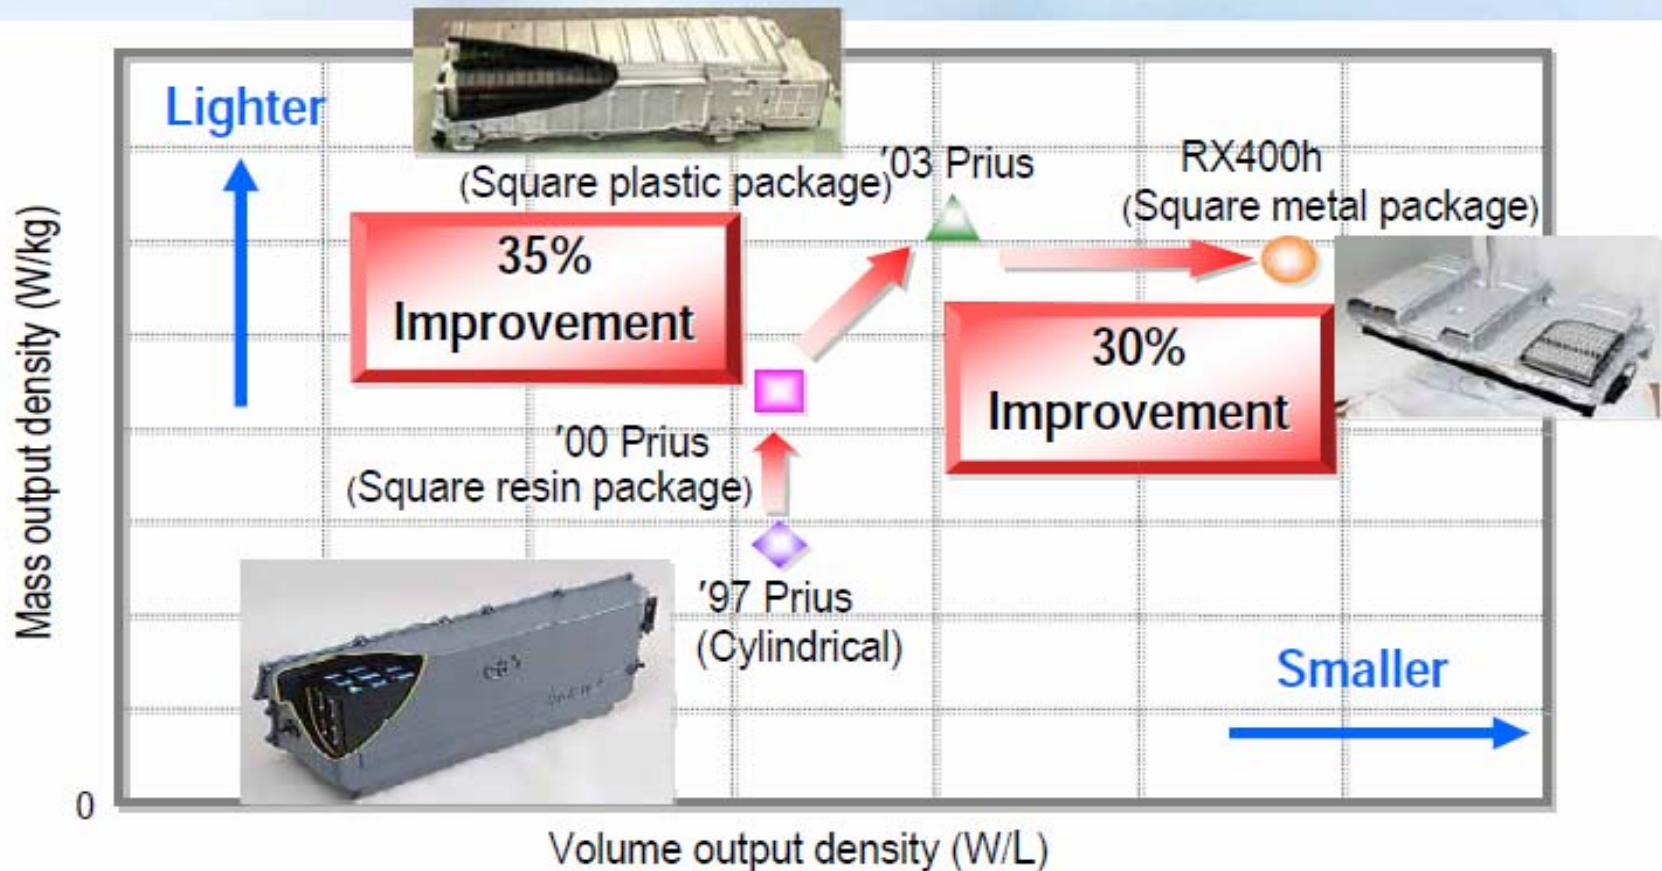 Lighter
(Square plastic package)
'03 Prius
RX400h
(Square metal package)
35%
Improvement
30%
Improvement
'00 Prius
(Square resin package)
'97 Prius
(Cylindrical)
Smaller
Mass output density (W/kg)
0
Volume output density (W/L)